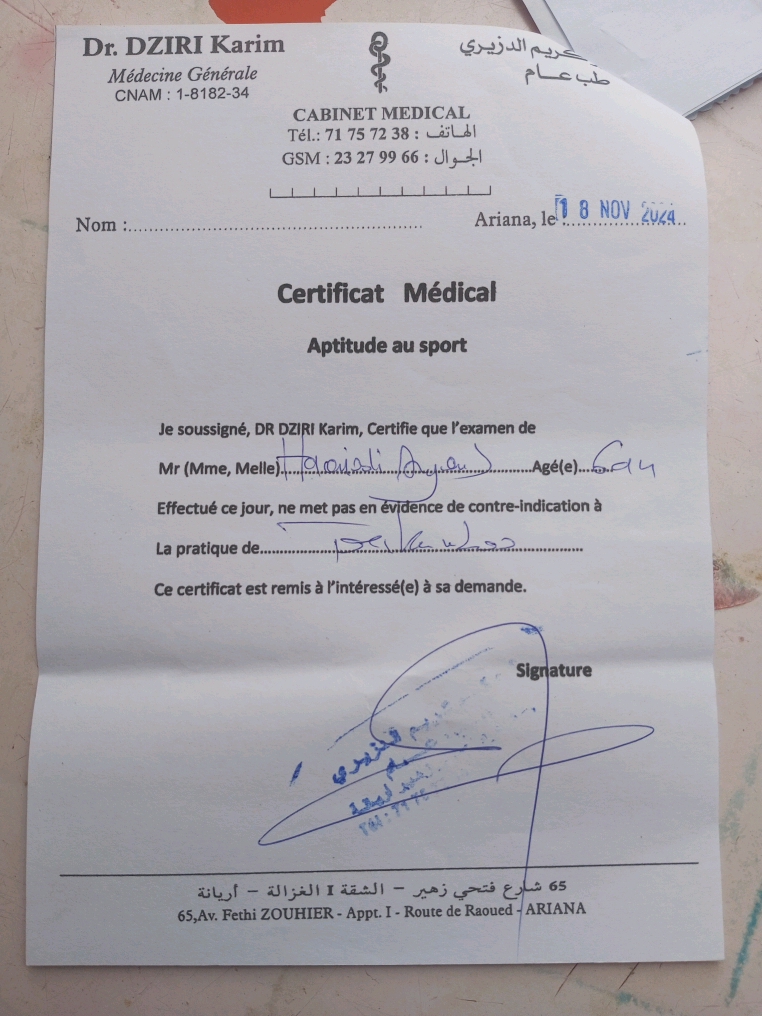 Dr. DZIRI Karim
Médecine Générale
CNAM : 1-8182-34
كريم الدزيري
طب عام
CABINET MEDICAL
Tél.: 71 75 72 38 : الهاتف
GSM : 23 27 99 66 : الجوال
Nom :
Ariana, le 18 NOV 2024
Certificat Médical
Aptitude au sport
Je soussigné, DR DZIRI Karim, Certifie que l'examen de
Mr (Mme, Melle) Agé(e) 6 an
Effectué ce jour, ne met pas en évidence de contre-indication à
La pratique de
Ce certificat est remis à l'intéressé(e) à sa demande.
Signature
كريم الدزيري
65 شارع فتحي زهير – الشقة I الغزالة – أريانة
65,Av. Fethi ZOUHIER - Appt. I - Route de Raoued - ARIANA